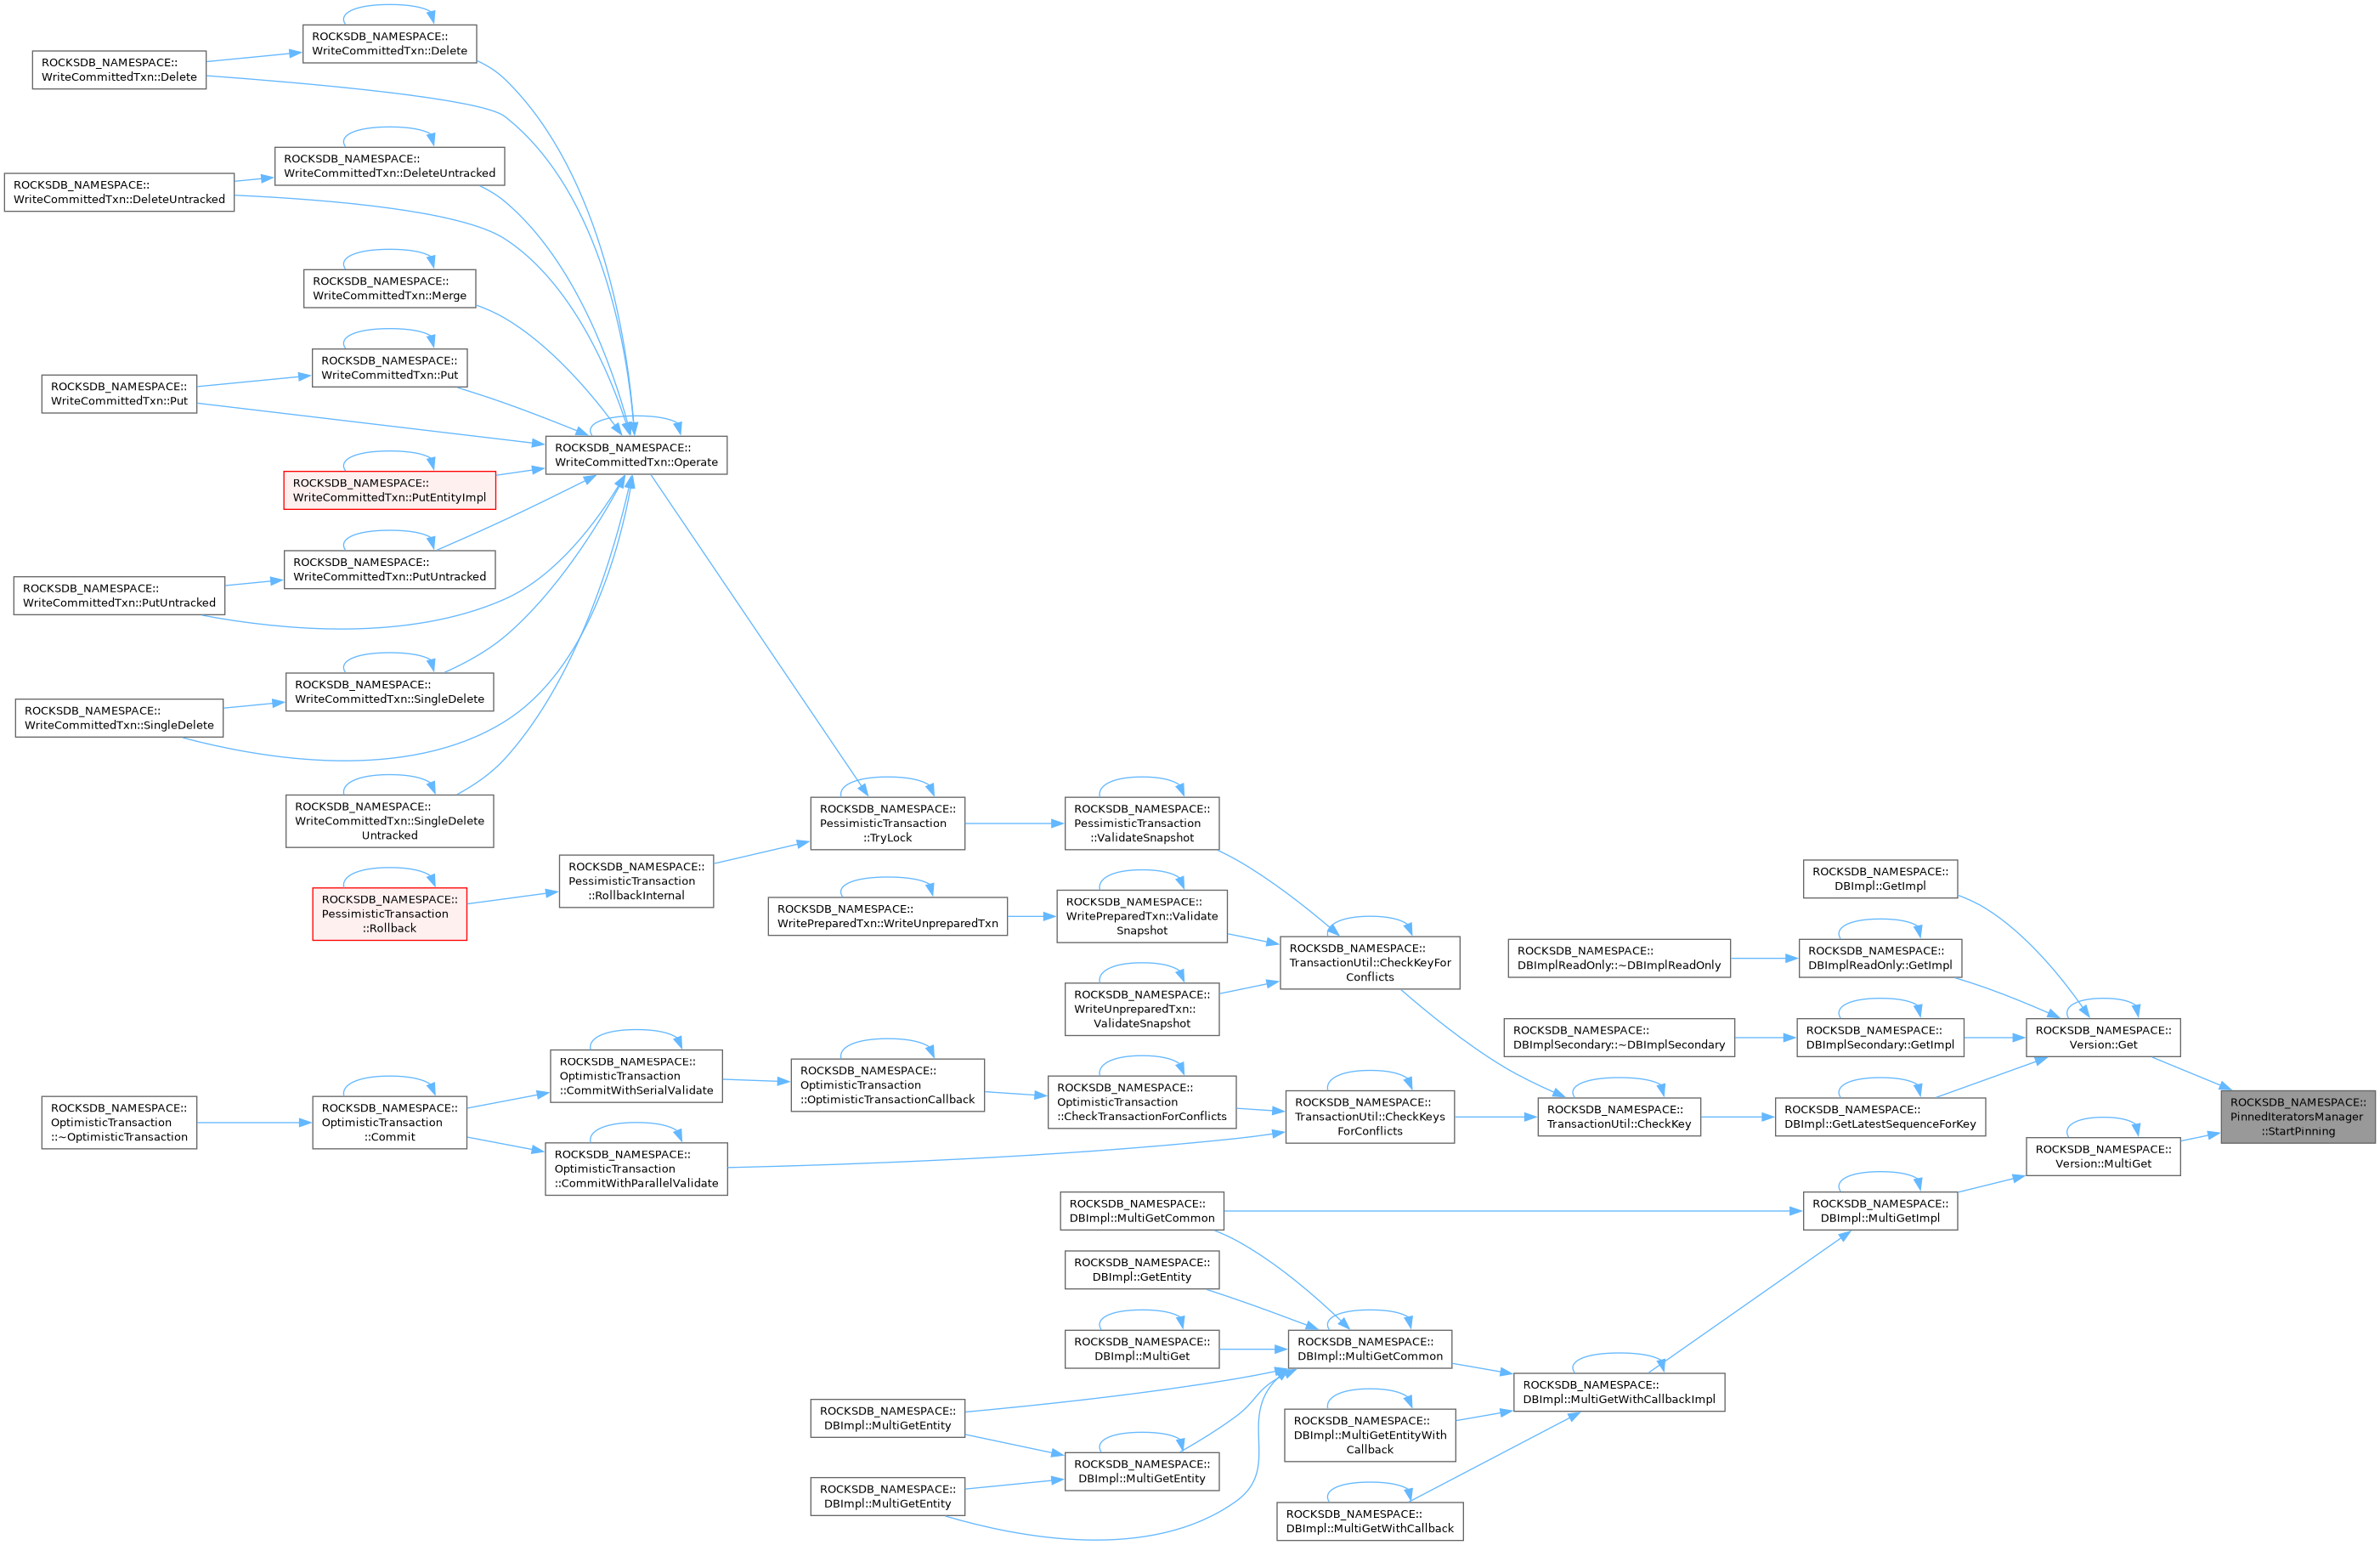 ROCKSDB_NAMESPACE::
WriteCommittedTxn::Delete
ROCKSDB_NAMESPACE::
WriteCommittedTxn::Delete
ROCKSDB_NAMESPACE::
WriteCommittedTxn::DeleteUntracked
ROCKSDB_NAMESPACE::
WriteCommittedTxn::DeleteUntracked
ROCKSDB_NAMESPACE::
WriteCommittedTxn::Merge
ROCKSDB_NAMESPACE::
WriteCommittedTxn::Put
ROCKSDB_NAMESPACE::
WriteCommittedTxn::Put
ROCKSDB_NAMESPACE::
WriteCommittedTxn::Operate
ROCKSDB_NAMESPACE::
WriteCommittedTxn::PutEntityImpl
ROCKSDB_NAMESPACE::
WriteCommittedTxn::PutUntracked
ROCKSDB_NAMESPACE::
WriteCommittedTxn::PutUntracked
ROCKSDB_NAMESPACE::
WriteCommittedTxn::SingleDelete
ROCKSDB_NAMESPACE::
WriteCommittedTxn::SingleDelete
ROCKSDB_NAMESPACE::
WriteCommittedTxn::SingleDelete
Untracked
ROCKSDB_NAMESPACE::
PessimisticTransaction
::TryLock
ROCKSDB_NAMESPACE::
PessimisticTransaction
::ValidateSnapshot
ROCKSDB_NAMESPACE::
PessimisticTransaction
::RollbackInternal
ROCKSDB_NAMESPACE::
PessimisticTransaction
::Rollback
ROCKSDB_NAMESPACE::
WritePreparedTxn::WriteUnpreparedTxn
ROCKSDB_NAMESPACE::
WritePreparedTxn::Validate
Snapshot
ROCKSDB_NAMESPACE::
TransactionUtil::CheckKeyFor
Conflicts
ROCKSDB_NAMESPACE::
WriteUnpreparedTxn::
ValidateSnapshot
ROCKSDB_NAMESPACE::
DBImpl::GetImpl
ROCKSDB_NAMESPACE::
DBImplReadOnly::~DBImplReadOnly
ROCKSDB_NAMESPACE::
DBImplReadOnly::GetImpl
ROCKSDB_NAMESPACE::
DBImplSecondary::~DBImplSecondary
ROCKSDB_NAMESPACE::
DBImplSecondary::GetImpl
ROCKSDB_NAMESPACE::
Version::Get
ROCKSDB_NAMESPACE::
OptimisticTransaction
::~OptimisticTransaction
ROCKSDB_NAMESPACE::
OptimisticTransaction
::Commit
ROCKSDB_NAMESPACE::
OptimisticTransaction
::CommitWithSerialValidate
ROCKSDB_NAMESPACE::
OptimisticTransaction
::OptimisticTransactionCallback
ROCKSDB_NAMESPACE::
OptimisticTransaction
::CheckTransactionForConflicts
ROCKSDB_NAMESPACE::
TransactionUtil::CheckKeys
ForConflicts
ROCKSDB_NAMESPACE::
TransactionUtil::CheckKey
ROCKSDB_NAMESPACE::
DBImpl::GetLatestSequenceForKey
ROCKSDB_NAMESPACE::
PinnedIteratorsManager
::StartPinning
ROCKSDB_NAMESPACE::
OptimisticTransaction
::CommitWithParallelValidate
ROCKSDB_NAMESPACE::
Version::MultiGet
ROCKSDB_NAMESPACE::
DBImpl::MultiGetCommon
ROCKSDB_NAMESPACE::
DBImpl::MultiGetImpl
ROCKSDB_NAMESPACE::
DBImpl::GetEntity
ROCKSDB_NAMESPACE::
DBImpl::MultiGet
ROCKSDB_NAMESPACE::
DBImpl::MultiGetCommon
ROCKSDB_NAMESPACE::
DBImpl::MultiGetWithCallbackImpl
ROCKSDB_NAMESPACE::
DBImpl::MultiGetEntity
ROCKSDB_NAMESPACE::
DBImpl::MultiGetEntityWith
Callback
ROCKSDB_NAMESPACE::
DBImpl::MultiGetEntity
ROCKSDB_NAMESPACE::
DBImpl::MultiGetEntity
ROCKSDB_NAMESPACE::
DBImpl::MultiGetWithCallback